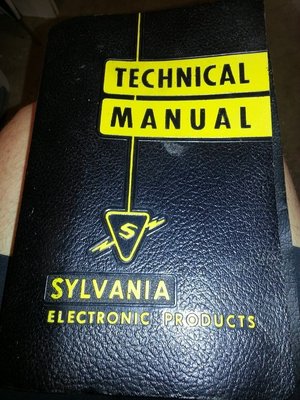 TECHNICAL
MANUAL
S
SYLVANIA
ELECTRONIC PRODUCTS